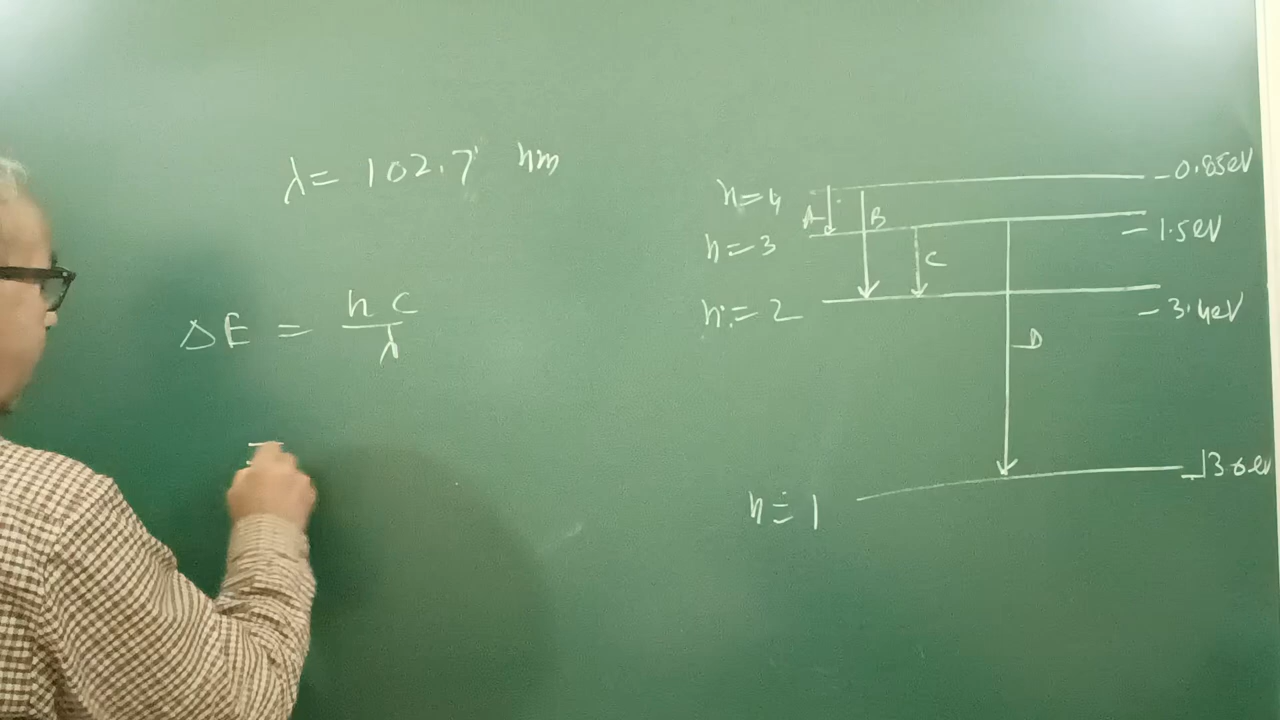 λ = 102.7 nm
ΔE = hc/λ
n = 4 A B - 0.85eV
n = 3 C - 1.5eV
n = 2 - 3.4eV
D
n = 1 - 13.6eV